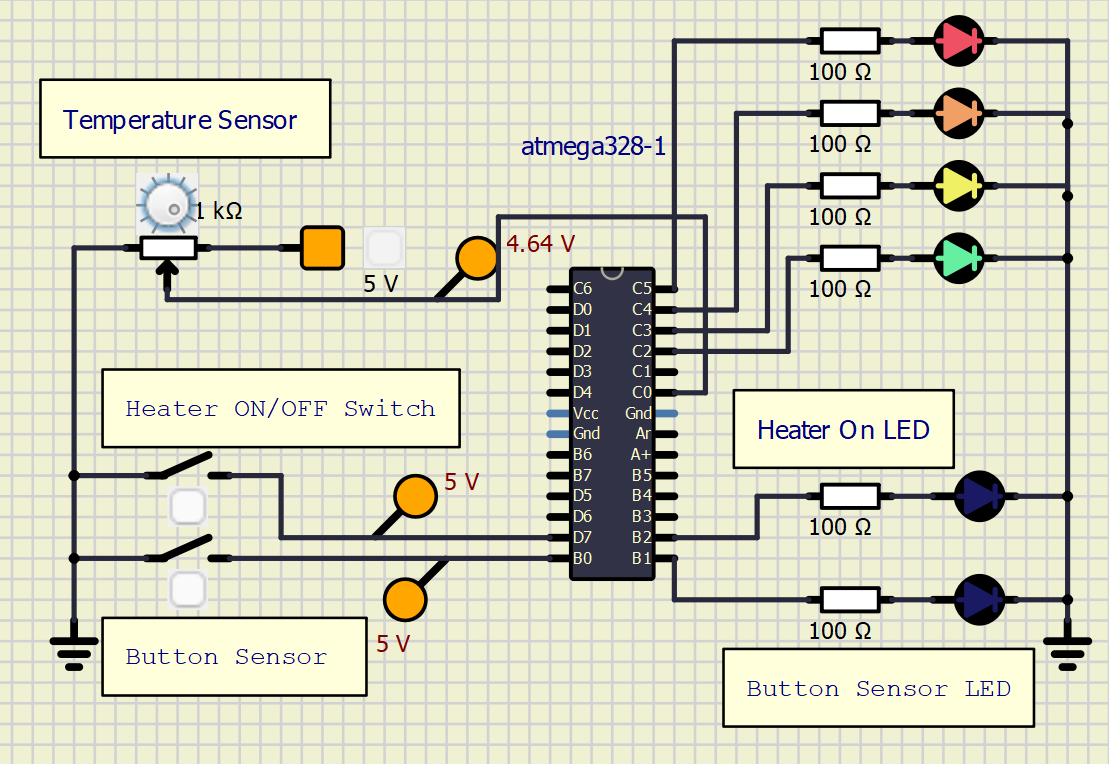 100 Ω
Temperature Sensor
atmega328-1
100 Ω
1 kΩ
100 Ω
4.64 V
5 V
100 Ω
C6 C5
D0 C4
D1 C3
D2 C2
D3 C1
D4 C0
Vcc Gnd
Gnd Ar
B6 A+
B7 B5
D5 B4
D6 B3
D7 B2
B0 B1
Heater ON/OFF Switch
Heater On LED
5 V
100 Ω
5 V
100 Ω
Button Sensor
Button Sensor LED